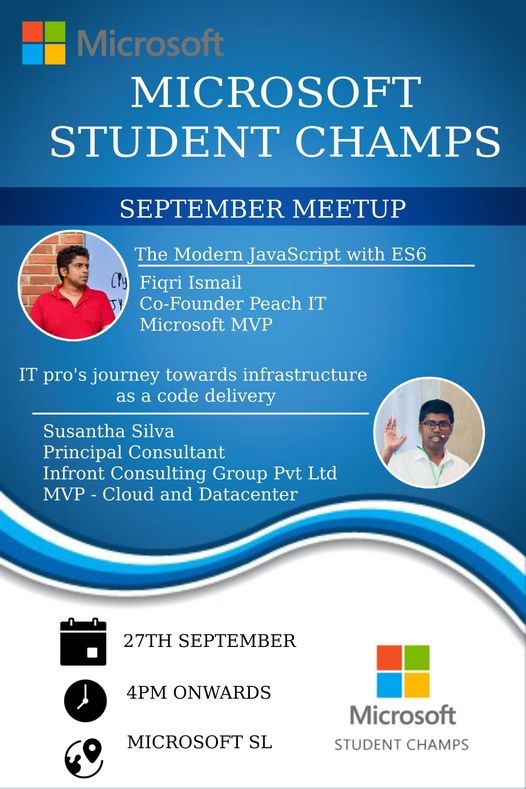 Microsoft
MICROSOFT
STUDENT CHAMPS
SEPTEMBER MEETUP
The Modern JavaScript with ES6
Fiqri Ismail
Co-Founder Peach IT
Microsoft MVP
IT pro's journey towards infrastructure
as a code delivery
Susantha Silva
Principal Consultant
Infront Consulting Group Pvt Ltd
MVP - Cloud and Datacenter
27TH SEPTEMBER
4PM ONWARDS
MICROSOFT SL
Microsoft
STUDENT CHAMPS